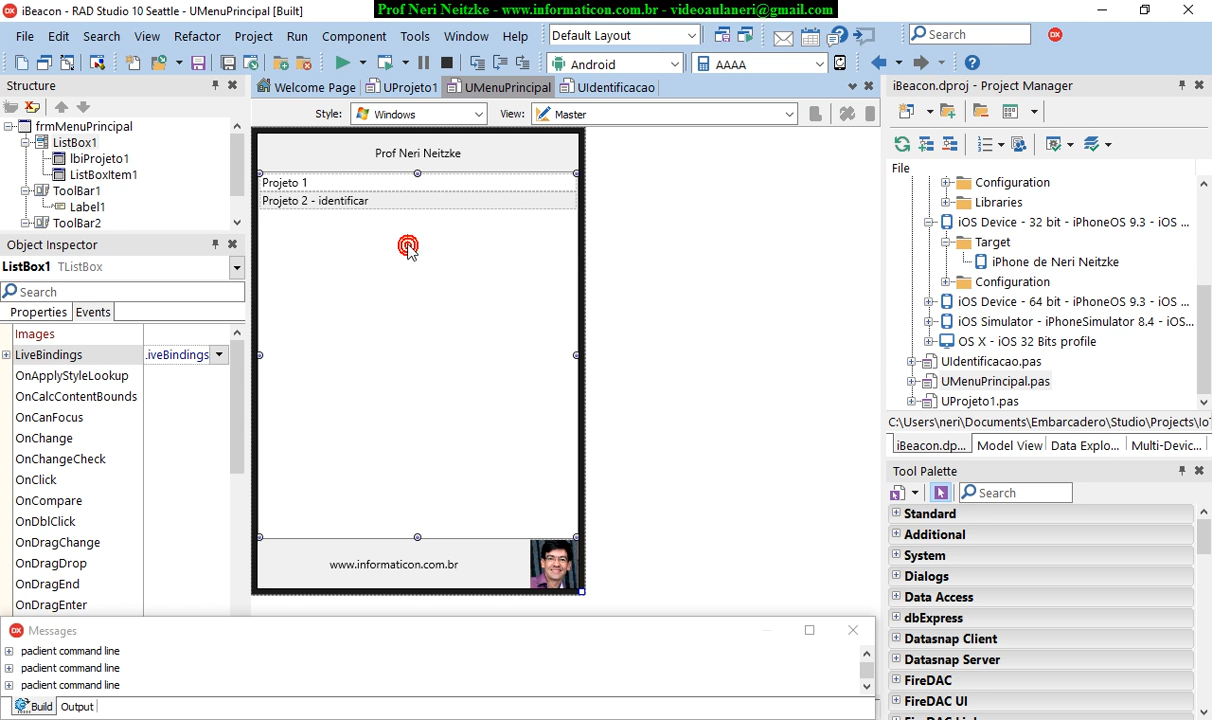 iBeacon - RAD Studio 10 Seattle - UMenuPrincipal [Built]
Prof Neri Neitzke - www.informaticon.com.br - videoaulaneri@gmail.com
File Edit Search View Refactor Project Run Component Tools Window Help
Default Layout
Search
Android
AAAA
Structure
frmMenuPrincipal
ListBox1
lbiProjeto1
ListBoxItem1
ToolBar1
Label1
ToolBar2
Object Inspector
ListBox1 TListBox
Search
Properties Events
Images
LiveBindings .iveBindings
OnApplyStyleLookup
OnCalcContentBounds
OnCanFocus
OnChange
OnChangeCheck
OnClick
OnCompare
OnDblClick
OnDragChange
OnDragDrop
OnDragEnd
OnDragEnter
Welcome Page UProjeto1 UMenuPrincipal UIdentificacao
Style: Windows View: Master
Prof Neri Neitzke
Projeto 1
Projeto 2 - identificar
www.informaticon.com.br
Messages
paclient command line
paclient command line
paclient command line
Build Output
iBeacon.dproj - Project Manager
File
Configuration
Libraries
iOS Device - 32 bit - iPhoneOS 9.3 - iOS ...
Target
iPhone de Neri Neitzke
Configuration
iOS Device - 64 bit - iPhoneOS 9.3 - iOS ...
iOS Simulator - iPhoneSimulator 8.4 - iOS...
OS X - iOS 32 Bits profile
UIdentificacao.pas
UMenuPrincipal.pas
UProjeto1.pas
C:\Users\neri\Documents\Embarcadero\Studio\Projects\IoT
iBeacon.dp... Model View Data Explo... Multi-Devic...
Tool Palette
Search
Standard
Additional
System
Dialogs
Data Access
dbExpress
Datasnap Client
Datasnap Server
FireDAC
FireDAC UI